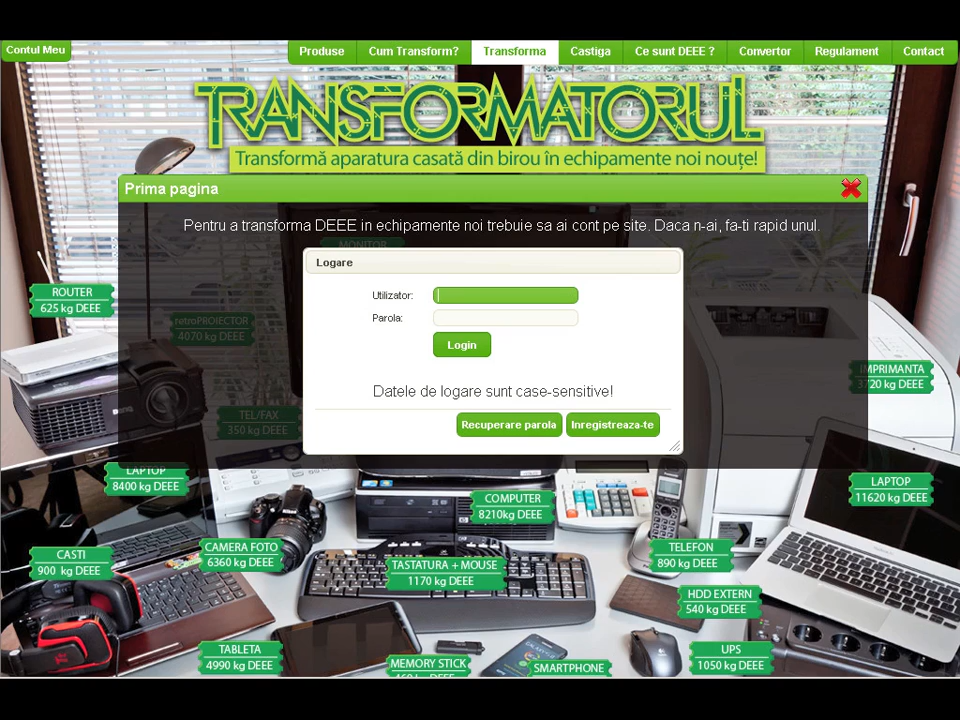 Contul Meu
Produse
Cum Transform?
Transforma
Castiga
Ce sunt DEEE ?
Convertor
Regulament
Contact
TRANSFORMATORUL
Transformă aparatura casată din birou în echipamente noi nouțe!
Prima pagina
Pentru a transforma DEEE in echipamente noi trebuie sa ai cont pe site. Daca n-ai, fa-ti rapid unul.
MONITOR
Logare
Utilizator:
Parola:
Login
Datele de logare sunt case-sensitive!
Recuperare parola
Inregistreaza-te
ROUTER
625 kg DEEE
retroPROIECTOR
4070 kg DEEE
IMPRIMANTA
3720 kg DEEE
TEL/FAX
350 kg DEEE
LAPTOP
8400 kg DEEE
LAPTOP
11620 kg DEEE
COMPUTER
8210kg DEEE
CAMERA FOTO
6360 kg DEEE
TELEFON
890 kg DEEE
CASTI
900 kg DEEE
TASTATURA + MOUSE
1170 kg DEEE
HDD EXTERN
540 kg DEEE
TABLETA
4990 kg DEEE
UPS
1050 kg DEEE
MEMORY STICK
SMARTPHONE